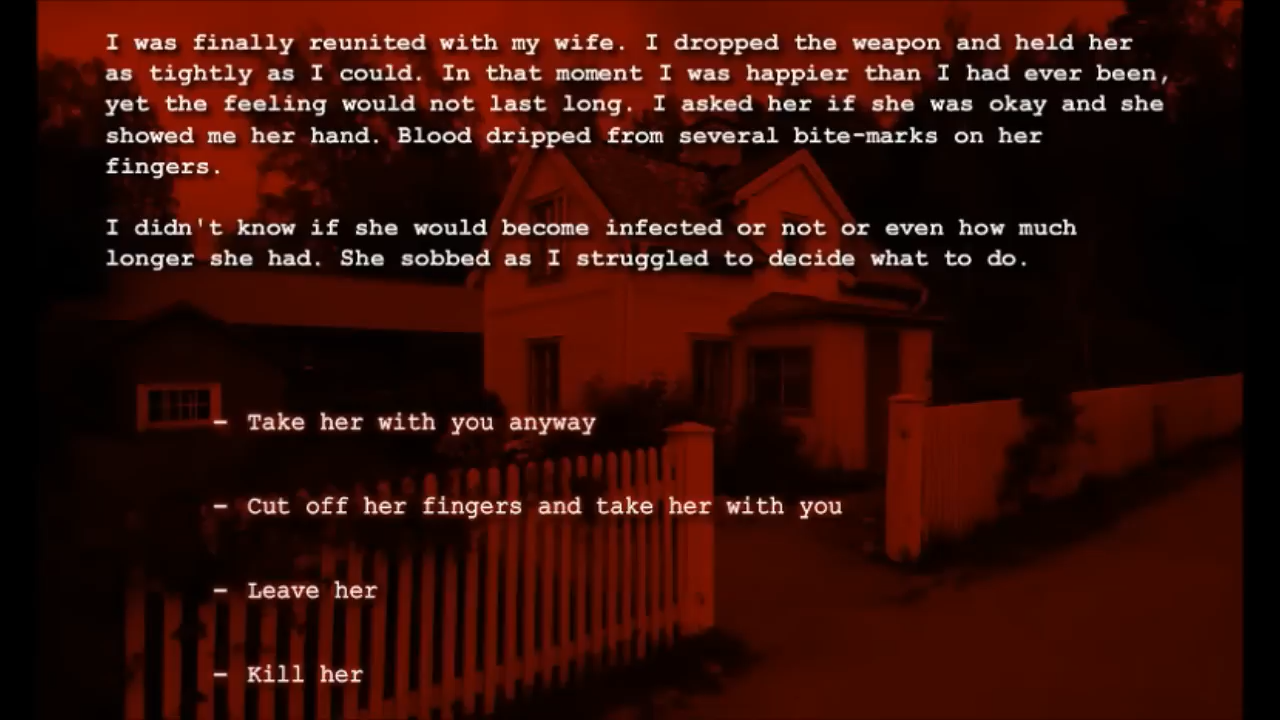 I was finally reunited with my wife. I dropped the weapon and held her
as tightly as I could. In that moment I was happier than I had ever been,
yet the feeling would not last long. I asked her if she was okay and she
showed me her hand. Blood dripped from several bite-marks on her
fingers.
I didn't know if she would become infected or not or even how much
longer she had. She sobbed as I struggled to decide what to do.
- Take her with you anyway
- Cut off her fingers and take her with you
- Leave her
- Kill her